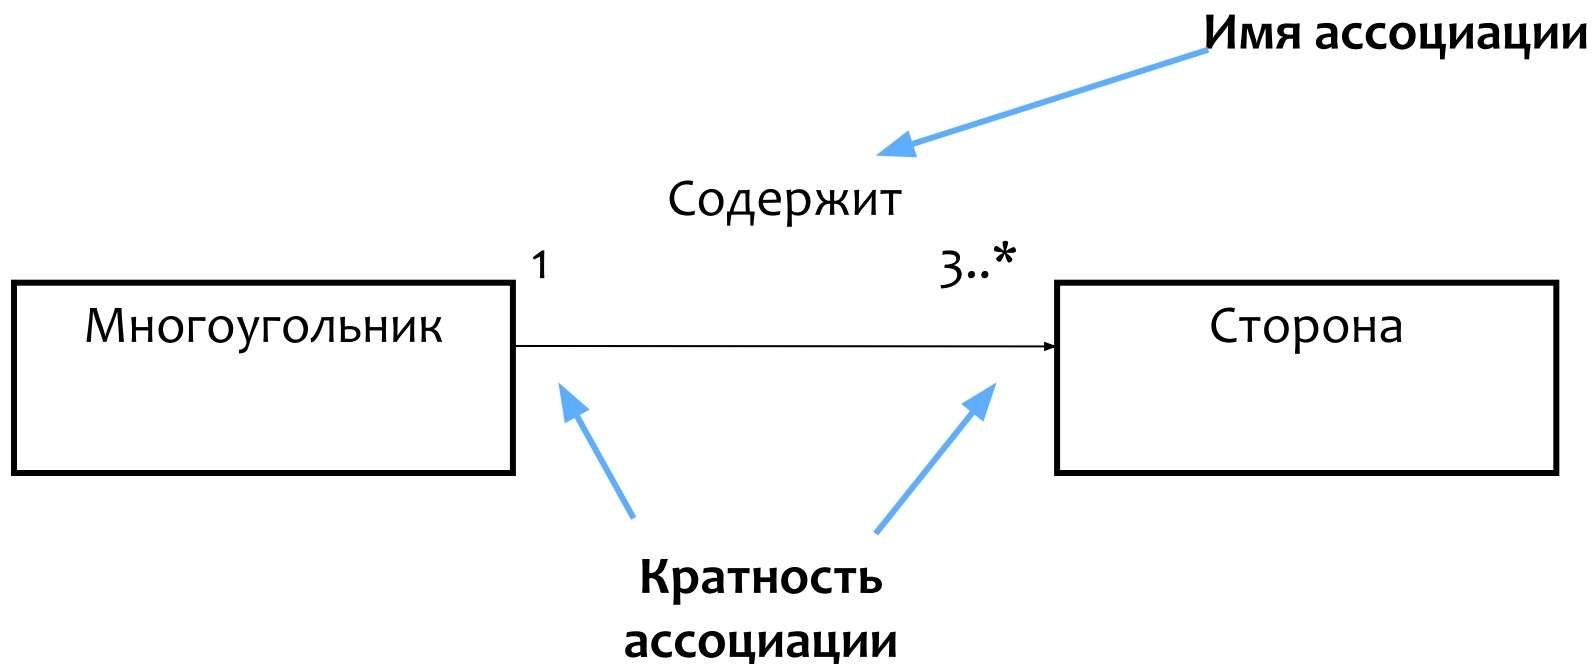 Имя ассоциации
Содержит
1
3..*
Многоугольник
Сторона
Кратность
ассоциации